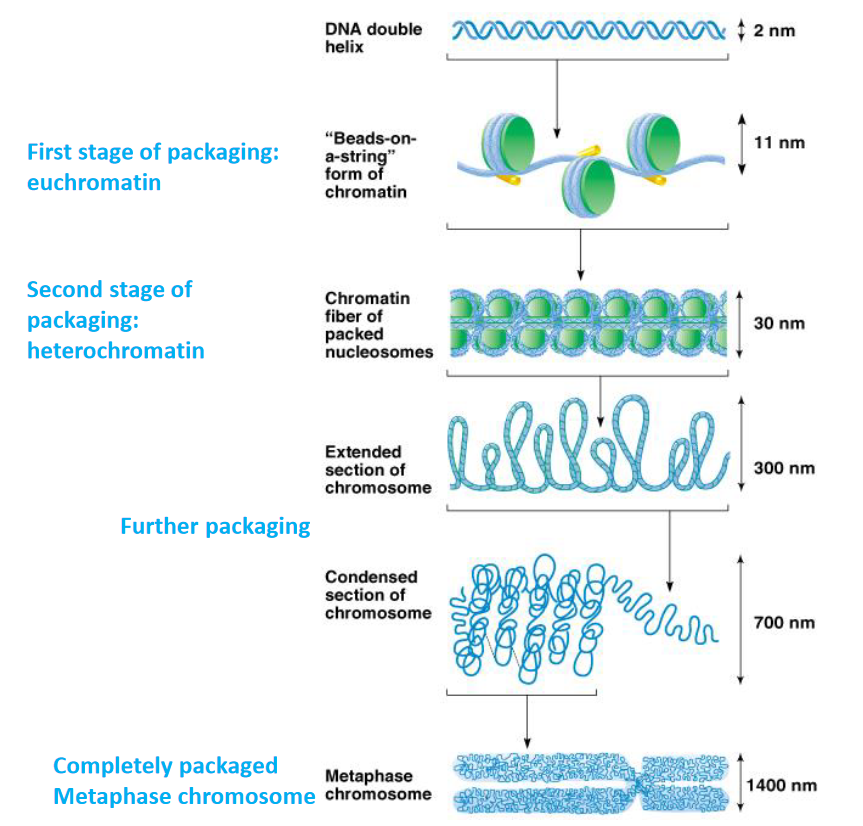 DNA double
helix
2 nm
First stage of packaging:
euchromatin
“Beads-on-
a-string”
form of
chromatin
11 nm
Second stage of
packaging:
heterochromatin
Chromatin
fiber of
packed
nucleosomes
30 nm
Extended
section of
chromosome
300 nm
Further packaging
Condensed
section of
chromosome
700 nm
Completely packaged
Metaphase chromosome
Metaphase
chromosome
1400 nm